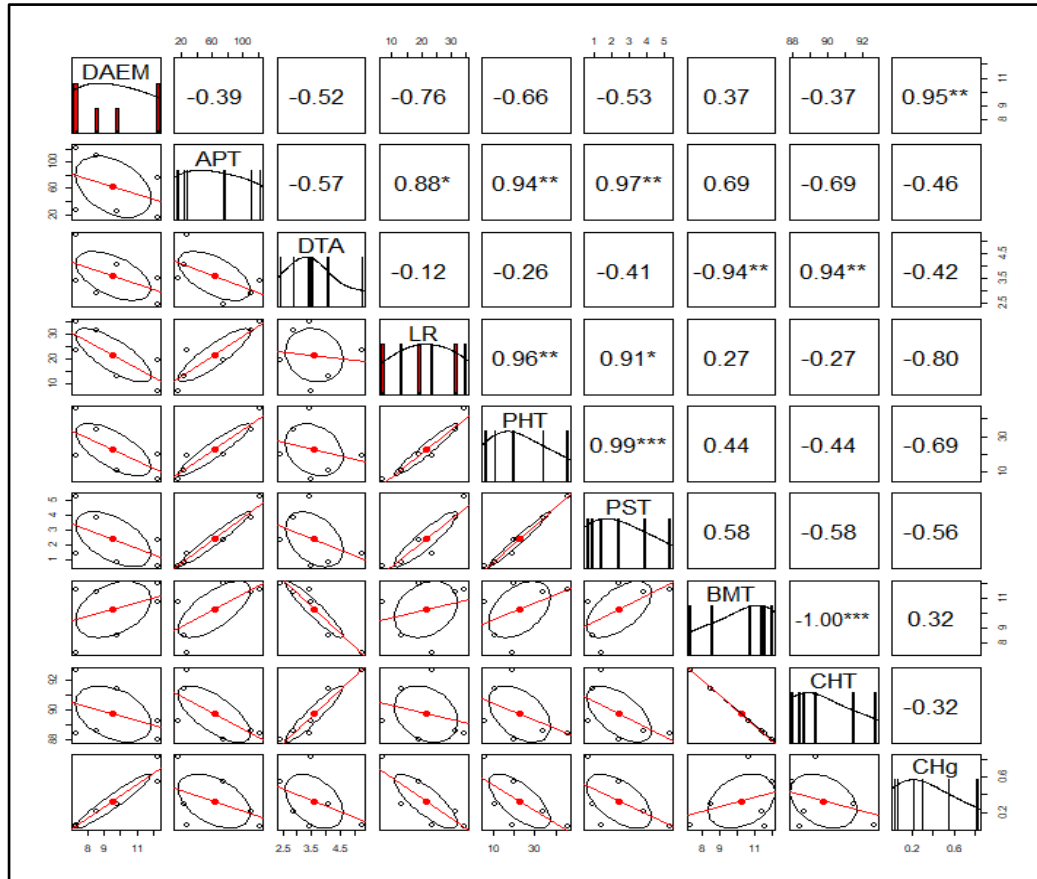 20 60 100 10 20 30 1 2 3 4 5 88 90 92
DAEM -0.39 -0.52 -0.76 -0.66 -0.53 0.37 -0.37 0.95** 8 9 11
20 60 100 APT -0.57 0.88* 0.94** 0.97** 0.69 -0.69 -0.46
DTA -0.12 -0.26 -0.41 -0.94** 0.94** -0.42 2.5 3.5 4.5
10 20 30 LR 0.96** 0.91* 0.27 -0.27 -0.80
PHT 0.99*** 0.44 -0.44 -0.69 10 30
1 2 3 4 5 PST 0.58 -0.58 -0.56
BMT -1.00*** 0.32 8 9 11
88 90 92 CHT -0.32
CHg 0.2 0.6
8 9 11 2.5 3.5 4.5 10 30 8 9 11 0.2 0.6